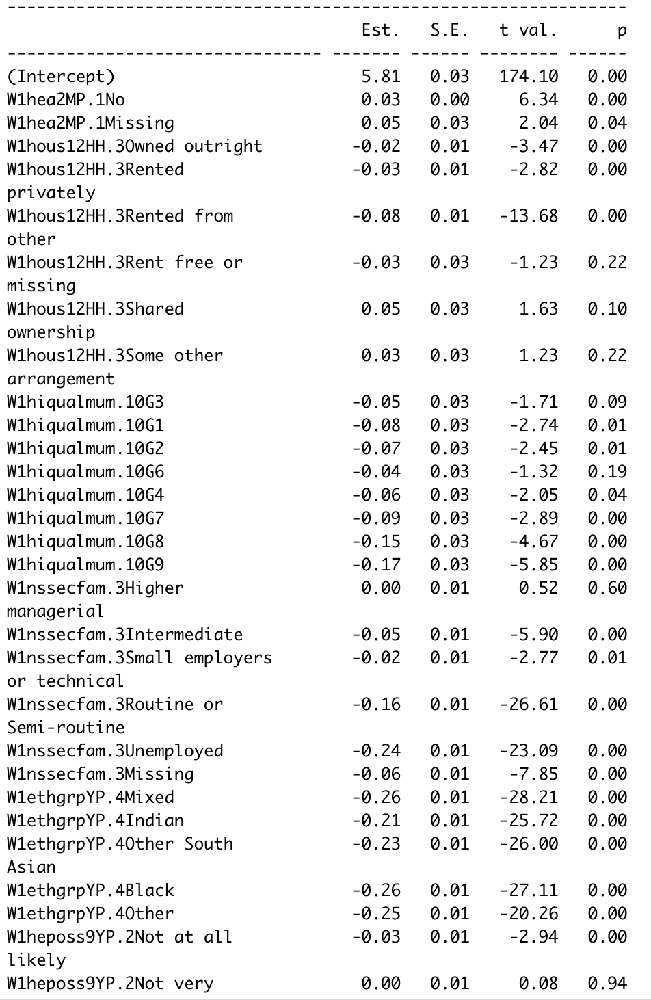 ---------------------------------------------------------------
Est. S.E. t val. p
-------------------------------- ------- ------ -------- ------
(Intercept) 5.81 0.03 174.10 0.00
W1hea2MP.1No 0.03 0.00 6.34 0.00
W1hea2MP.1Missing 0.05 0.03 2.04 0.04
W1hous12HH.3Owned outright -0.02 0.01 -3.47 0.00
W1hous12HH.3Rented -0.03 0.01 -2.82 0.00
privately
W1hous12HH.3Rented from -0.08 0.01 -13.68 0.00
other
W1hous12HH.3Rent free or -0.03 0.03 -1.23 0.22
missing
W1hous12HH.3Shared 0.05 0.03 1.63 0.10
ownership
W1hous12HH.3Some other 0.03 0.03 1.23 0.22
arrangement
W1hiqualmum.10G3 -0.05 0.03 -1.71 0.09
W1hiqualmum.10G1 -0.08 0.03 -2.74 0.01
W1hiqualmum.10G2 -0.07 0.03 -2.45 0.01
W1hiqualmum.10G6 -0.04 0.03 -1.32 0.19
W1hiqualmum.10G4 -0.06 0.03 -2.05 0.04
W1hiqualmum.10G7 -0.09 0.03 -2.89 0.00
W1hiqualmum.10G8 -0.15 0.03 -4.67 0.00
W1hiqualmum.10G9 -0.17 0.03 -5.85 0.00
W1nssecfam.3Higher 0.00 0.01 0.52 0.60
managerial
W1nssecfam.3Intermediate -0.05 0.01 -5.90 0.00
W1nssecfam.3Small employers -0.02 0.01 -2.77 0.01
or technical
W1nssecfam.3Routine or -0.16 0.01 -26.61 0.00
Semi-routine
W1nssecfam.3Unemployed -0.24 0.01 -23.09 0.00
W1nssecfam.3Missing -0.06 0.01 -7.85 0.00
W1ethgrpYP.4Mixed -0.26 0.01 -28.21 0.00
W1ethgrpYP.4Indian -0.21 0.01 -25.72 0.00
W1ethgrpYP.4Other South -0.23 0.01 -26.00 0.00
Asian
W1ethgrpYP.4Black -0.26 0.01 -27.11 0.00
W1ethgrpYP.4Other -0.25 0.01 -20.26 0.00
W1heposs9YP.2Not at all -0.03 0.01 -2.94 0.00
likely
W1heposs9YP.2Not very 0.00 0.01 0.08 0.94